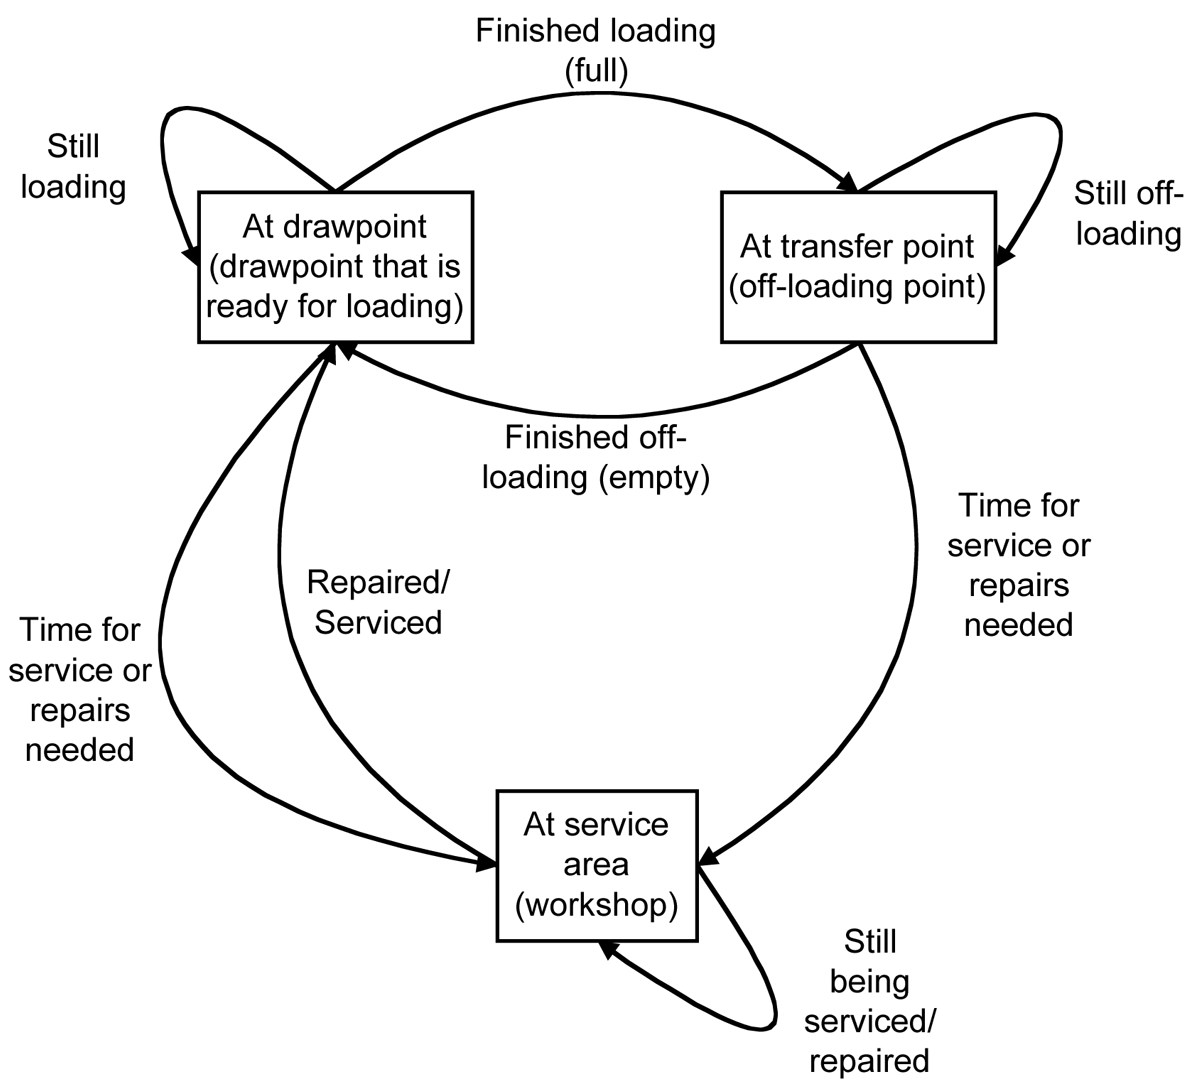 Finished loading
(full)
Still
loading
Still off-
loading
At drawpoint
(drawpoint that is
ready for loading)
At transfer point
(off-loading point)
Finished off-
loading (empty)
Time for
service or
repairs
needed
Repaired/
Serviced
Time for
service or
repairs
needed
At service
area
(workshop)
Still
being
serviced/
repaired